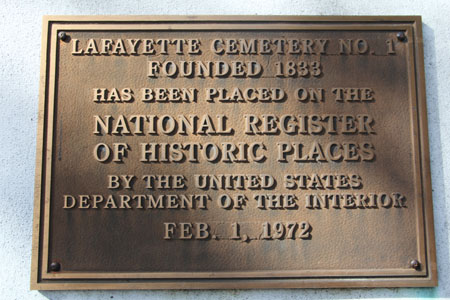 LAFAYETTE CEMETERY NO. 1
FOUNDED 1833
HAS BEEN PLACED ON THE
NATIONAL REGISTER
OF HISTORIC PLACES
BY THE UNITED STATES
DEPARTMENT OF THE INTERIOR
FEB. 1, 1972